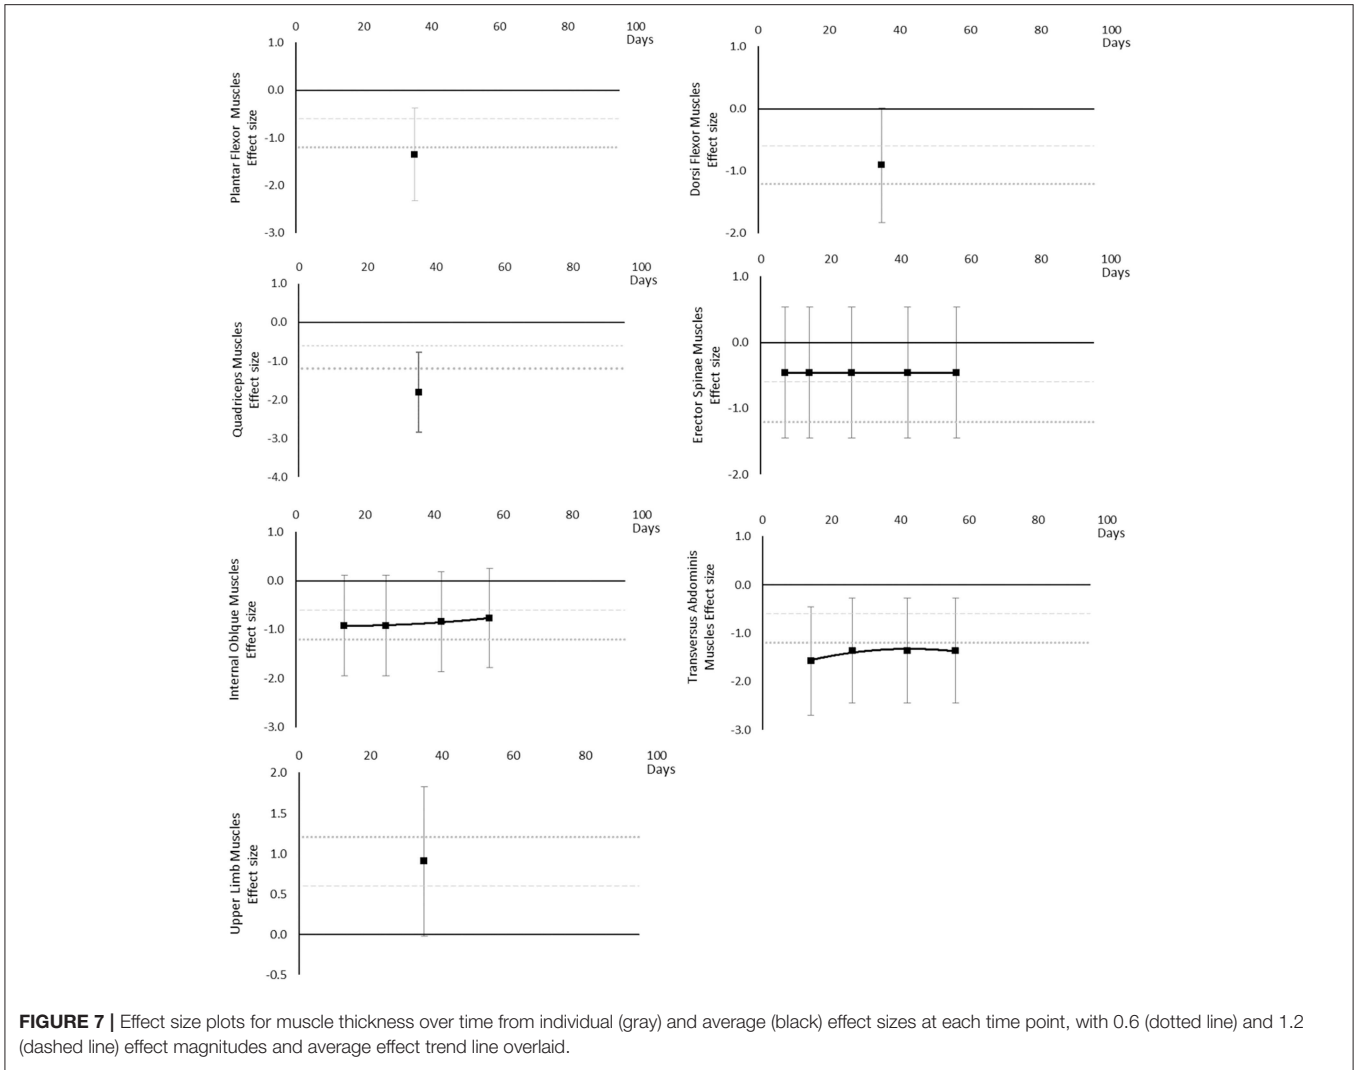 0 20 40 60 80 100
Days
1.0
0.0
-1.0
-2.0
-3.0
Plantar Flexor Muscles
Effect size
0 20 40 60 80 100
Days
1.0
0.0
-1.0
-2.0
Dorsi Flexor Muscles
Effect size
0 20 40 60 80 100
Days
1.0
0.0
-1.0
-2.0
-3.0
-4.0
Quadriceps Muscles
Effect size
0 20 40 60 80 100
Days
1.0
0.0
-1.0
-2.0
Erector Spinae Muscles
Effect size
0 20 40 60 80 100
Days
1.0
0.0
-1.0
-2.0
-3.0
Internal Oblque Muscles
Effect size
0 20 40 60 80 100
Days
1.0
0.0
-1.0
-2.0
-3.0
Transversus Abdominis
Muscles Effect size
0 20 40 60 80 100
Days
2.0
1.5
1.0
0.5
0.0
-0.5
Upper Limb Muscles
Effect size
FIGURE 7 | Effect size plots for muscle thickness over time from individual (gray) and average (black) effect sizes at each time point, with 0.6 (dotted line) and 1.2
(dashed line) effect magnitudes and average effect trend line overlaid.